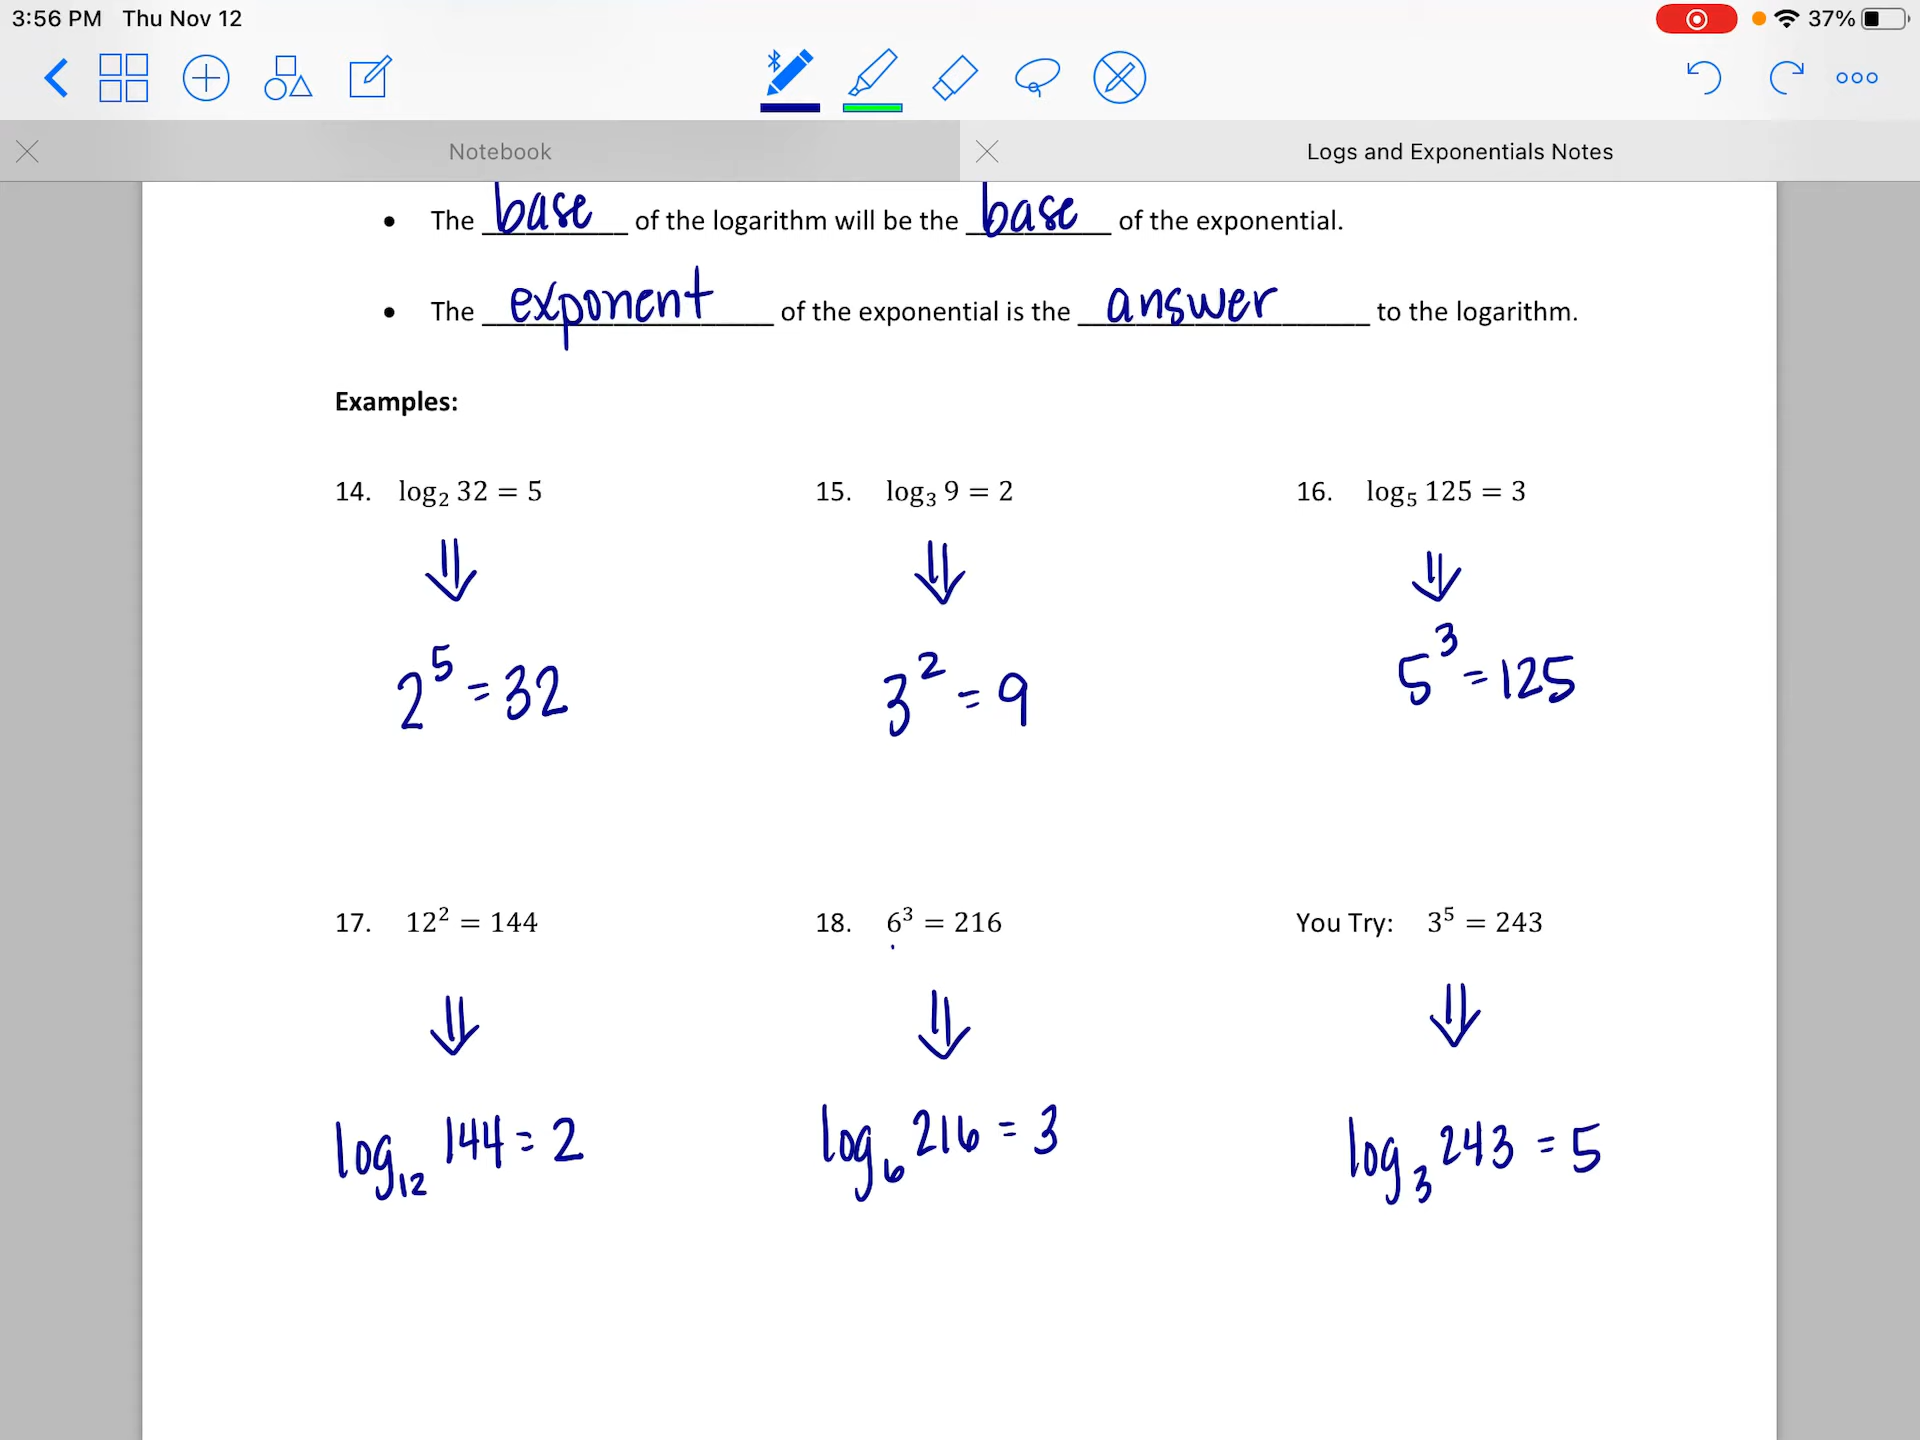 3:56 PM Thu Nov 12 37%
Notebook Logs and Exponentials Notes
• The base of the logarithm will be the base of the exponential.
• The exponent of the exponential is the answer to the logarithm.
Examples:
14. log₂ 32 = 5 15. log₃ 9 = 2 16. log₅ 125 = 3
2⁵ = 32 3² = 9 5³ = 125
17. 12² = 144 18. 6³ = 216 You Try: 3⁵ = 243
log₁₂ 144 = 2 log₆ 216 = 3 log₃ 243 = 5